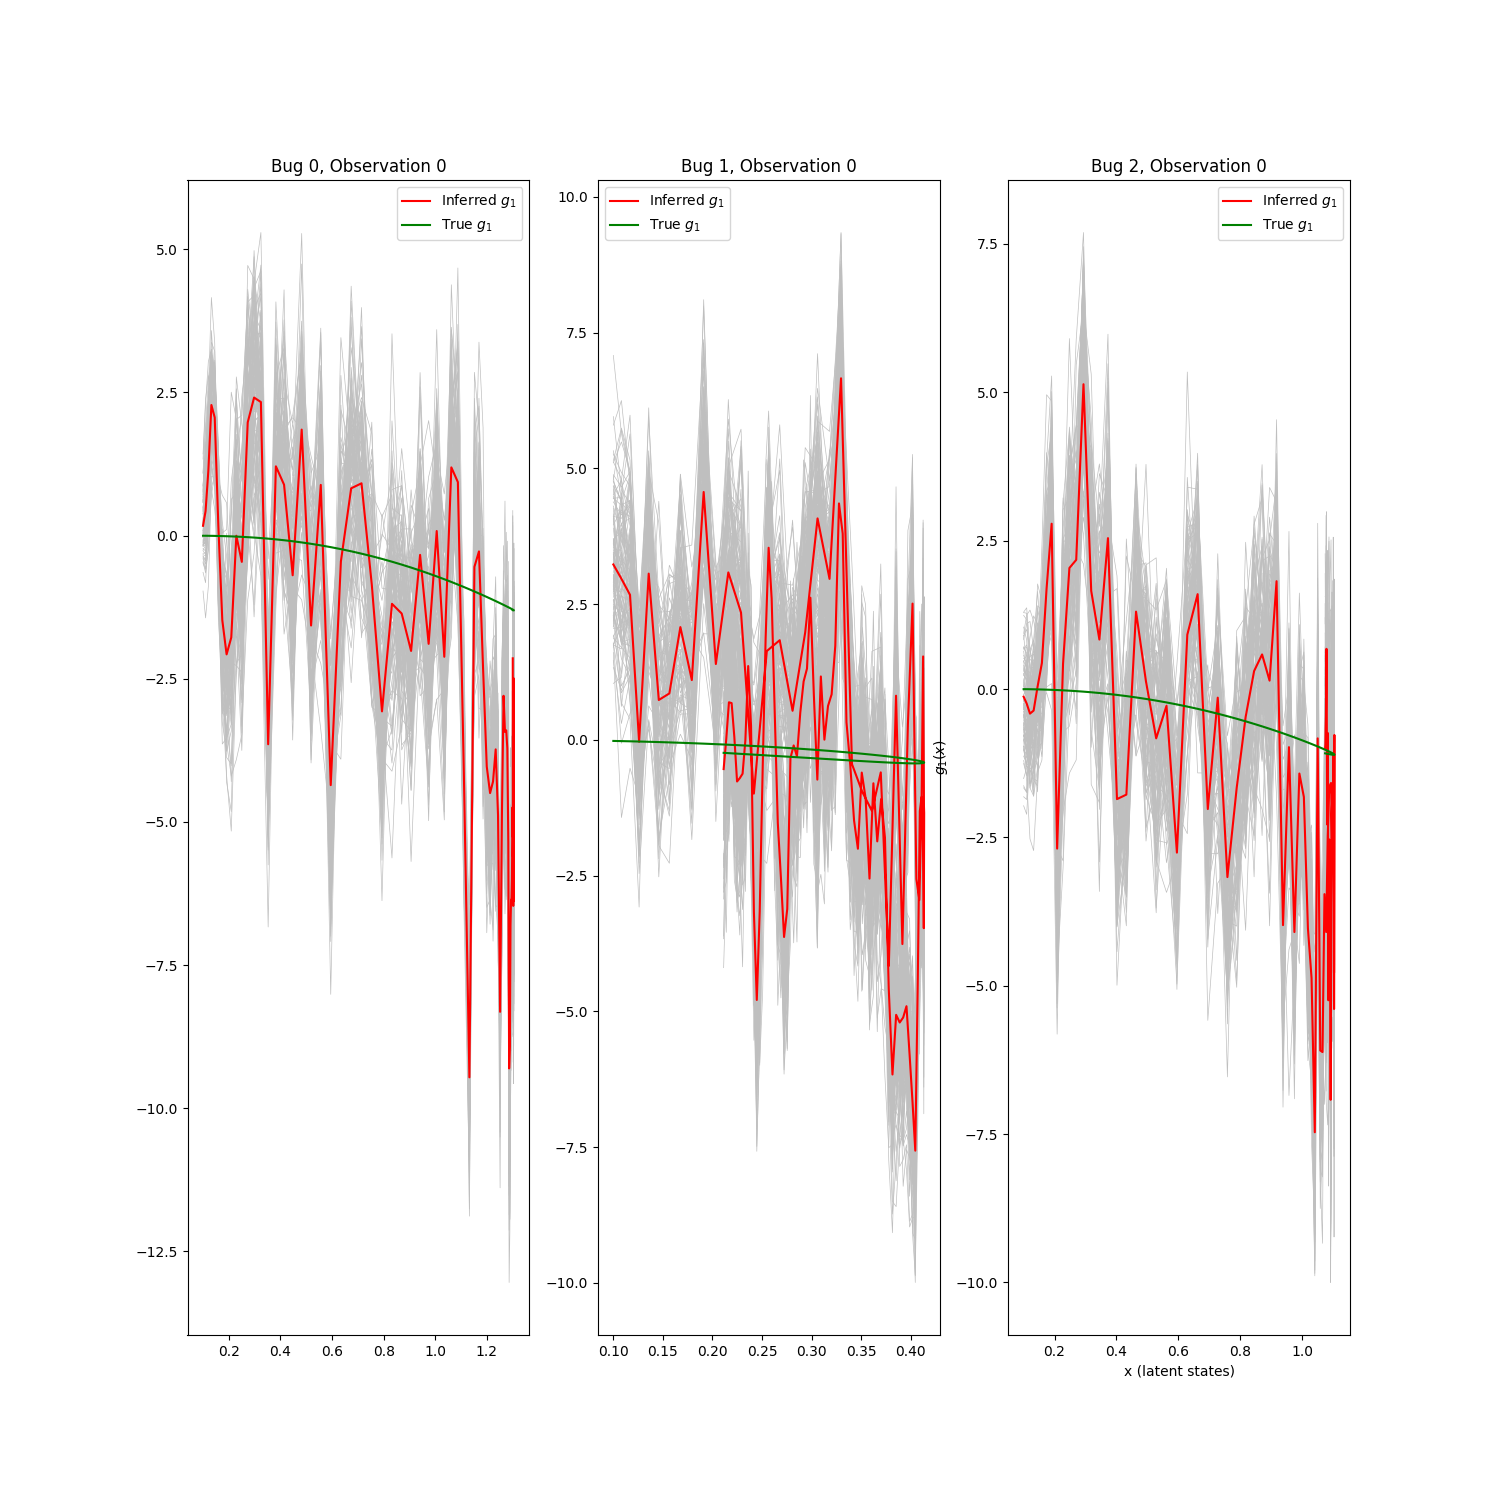 Bug 0, Observation 0
Inferred g₁
True g₁
5.0
2.5
0.0
−2.5
−5.0
−7.5
−10.0
−12.5
0.2 0.4 0.6 0.8 1.0 1.2
Bug 1, Observation 0
Inferred g₁
True g₁
10.0
7.5
5.0
2.5
0.0
−2.5
−5.0
−7.5
−10.0
0.10 0.15 0.20 0.25 0.30 0.35 0.40
g₁(x)
Bug 2, Observation 0
Inferred g₁
True g₁
7.5
5.0
2.5
0.0
−2.5
−5.0
−7.5
−10.0
0.2 0.4 0.6 0.8 1.0
x (latent states)